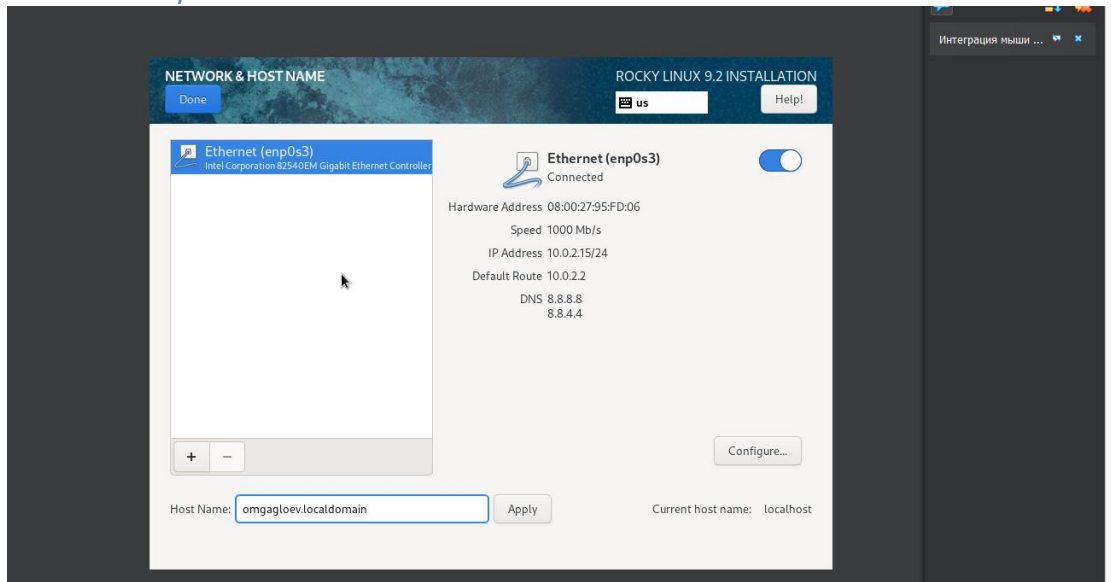 Интеграция мыши ...
NETWORK & HOST NAME
ROCKY LINUX 9.2 INSTALLATION
Done
us
Help!
Ethernet (enp0s3)
Intel Corporation 82540EM Gigabit Ethernet Controller
Ethernet (enp0s3)
Connected
Hardware Address 08:00:27:95:FD:06
Speed 1000 Mb/s
IP Address 10.0.2.15/24
Default Route 10.0.2.2
DNS 8.8.8.8
8.8.4.4
+ −
Configure...
Host Name: omgagloev.localdomain
Apply
Current host name: localhost